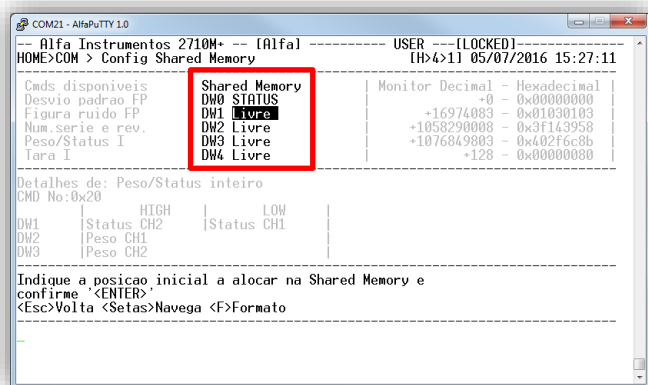 COM21 - AlfaPuTTY 1.0
-- Alfa Instrumentos 2710M+ -- [Alfa] ---------- USER ---[LOCKED]-------------
HOME>COM > Config Shared Memory [H>4>1] 05/07/2016 15:27:11
Cmds disponiveis Shared Memory | Monitor Decimal - Hexadecimal |
Desvio padrao FP DW0 STATUS | +0 - 0x00000000 |
Figura ruido FP DW1 Livre | +16974083 - 0x01030103 |
Num.serie e rev. DW2 Livre | +1058290008 - 0x3f143958 |
Peso/Status I DW3 Livre | +1076849803 - 0x402f6c8b |
Tara I DW4 Livre | +128 - 0x00000080 |
Detalhes de: Peso/Status inteiro
CMD No:0x20
| HIGH | LOW |
DW1 |Status CH2 |Status CH1 |
DW2 |Peso CH1 |
DW3 |Peso CH2 |
Indique a posicao inicial a alocar na Shared Memory e
confirme '<ENTER>'
<Esc>Volta <Setas>Navega <F>Formato